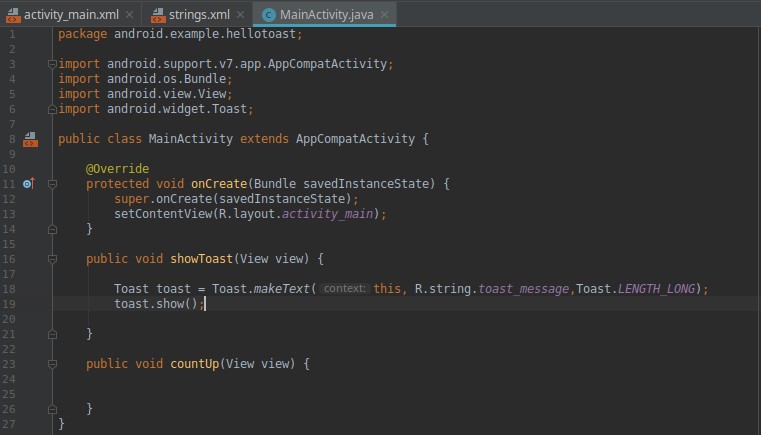 activity_main.xml × strings.xml × MainActivity.java ×
1 package android.example.hellotoast;
2
3 import android.support.v7.app.AppCompatActivity;
4 import android.os.Bundle;
5 import android.view.View;
6 import android.widget.Toast;
7
8 public class MainActivity extends AppCompatActivity {
9
10 @Override
11 protected void onCreate(Bundle savedInstanceState) {
12 super.onCreate(savedInstanceState);
13 setContentView(R.layout.activity_main);
14 }
15
16 public void showToast(View view) {
17
18 Toast toast = Toast.makeText( context: this, R.string.toast_message,Toast.LENGTH_LONG);
19 toast.show();
20
21 }
22
23 public void countUp(View view) {
24
25
26 }
27 }